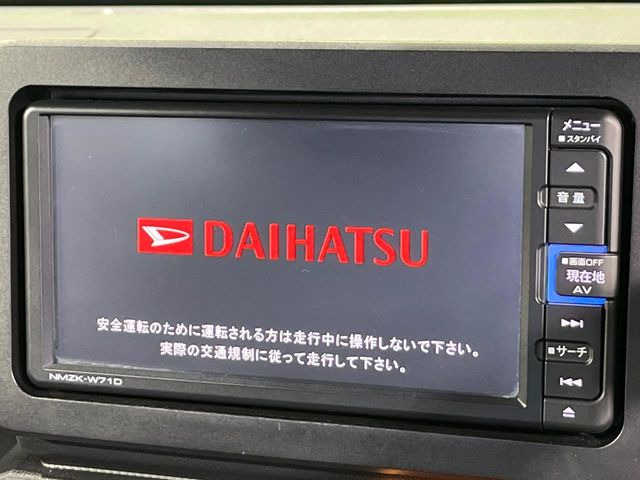 メニュー
■スタンバイ
音量
■画面OFF
現在地
AV
■サーチ
DAIHATSU
安全運転のために運転される方は走行中に操作しないで下さい。
実際の交通規制に従って走行して下さい。
NMZK-W71D